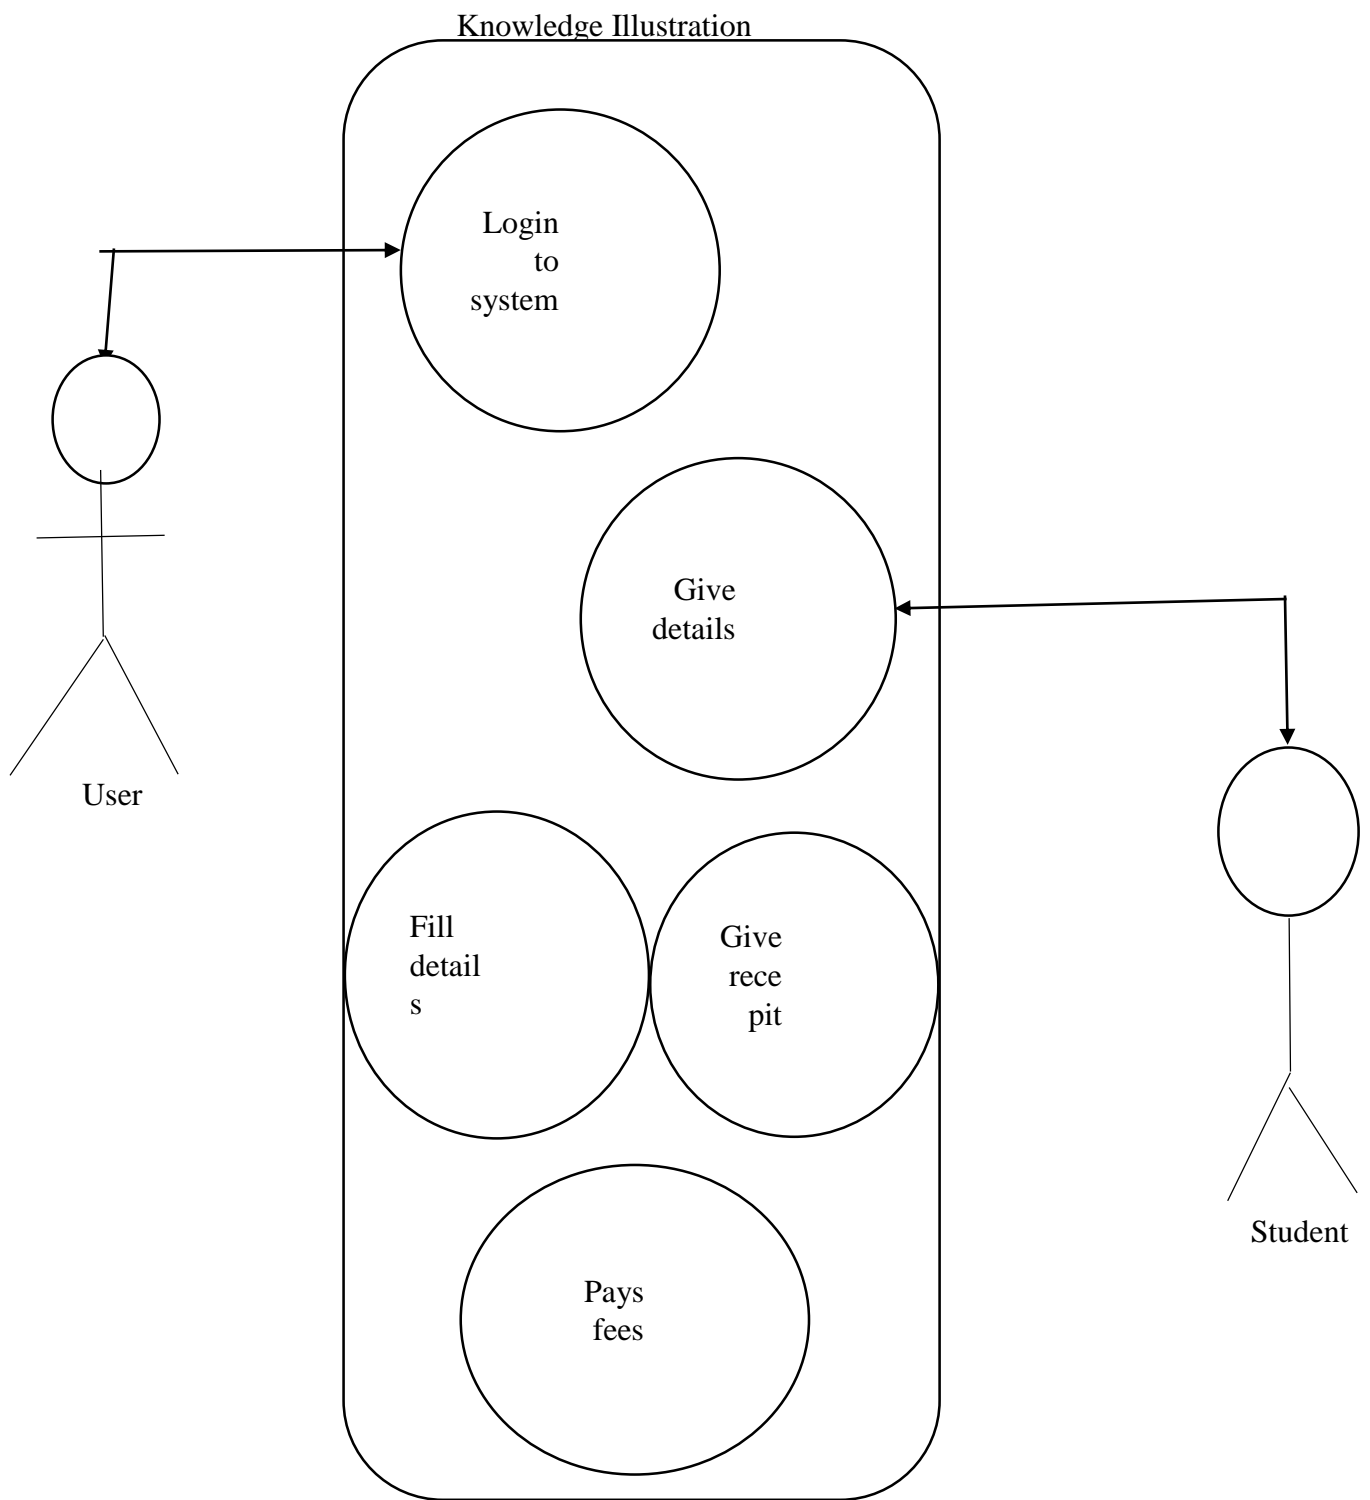 Knowledge Illustration
Login
to
system
Give
details
User
Fill
detail
s
Give
rece
pit
Student
Pays
fees